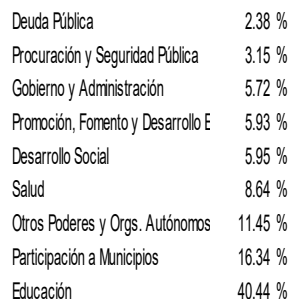 Deuda Pública 2.38 %
Procuración y Seguridad Pública 3.15 %
Gobierno y Administración 5.72 %
Promoción, Fomento y Desarrollo E 5.93 %
Desarrollo Social 5.95 %
Salud 8.64 %
Otros Poderes y Orgs. Autónomos 11.45 %
Participación a Municipios 16.34 %
Educación 40.44 %